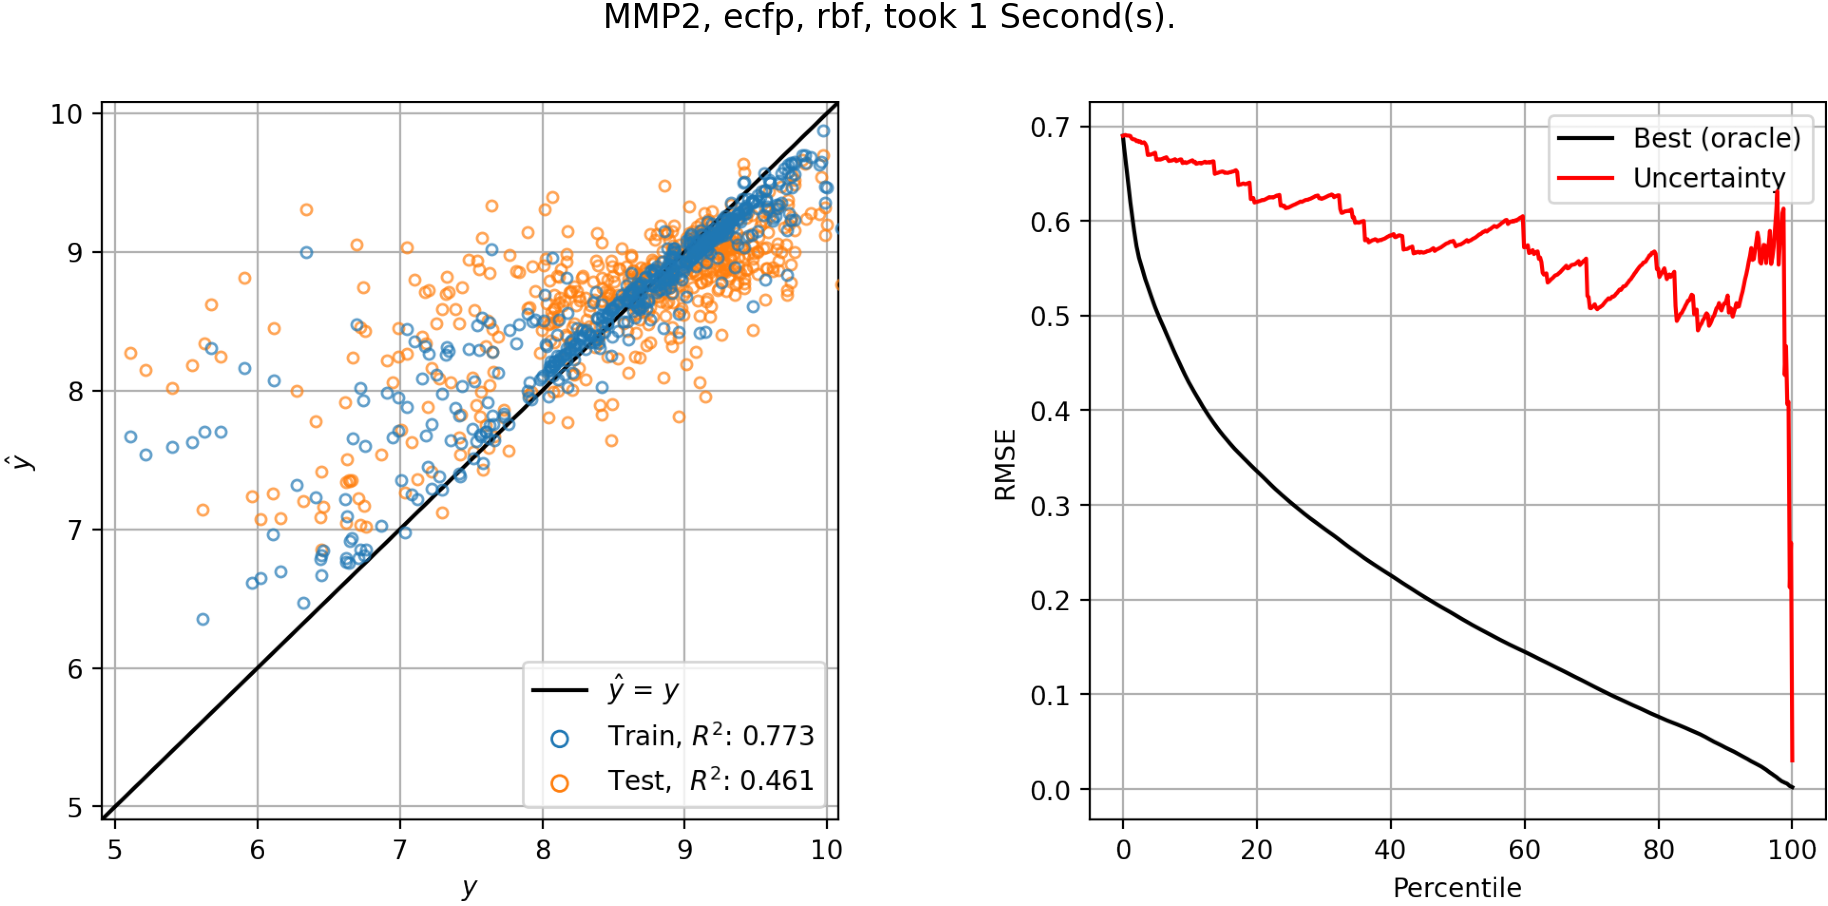 MMP2, ecfp, rbf, took 1 Second(s).
10
9
8
7
6
5
ŷ
5 6 7 8 9 10
y
ŷ = y
Train, R²: 0.773
Test, R²: 0.461
0.7
0.6
0.5
0.4
0.3
0.2
0.1
0.0
RMSE
0 20 40 60 80 100
Percentile
Best (oracle)
Uncertainty